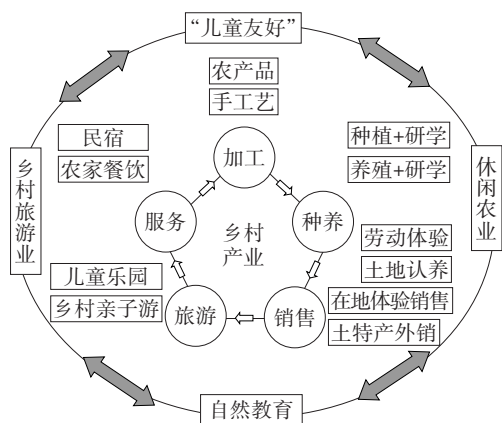 “儿童友好”
农产品
手工艺
民宿
农家餐饮
加工
种植+研学
养殖+研学
乡村旅游业
休闲农业
服务
种养
乡村
产业
劳动体验
土地认养
儿童乐园
乡村亲子游
在地体验销售
土特产外销
旅游
销售
自然教育